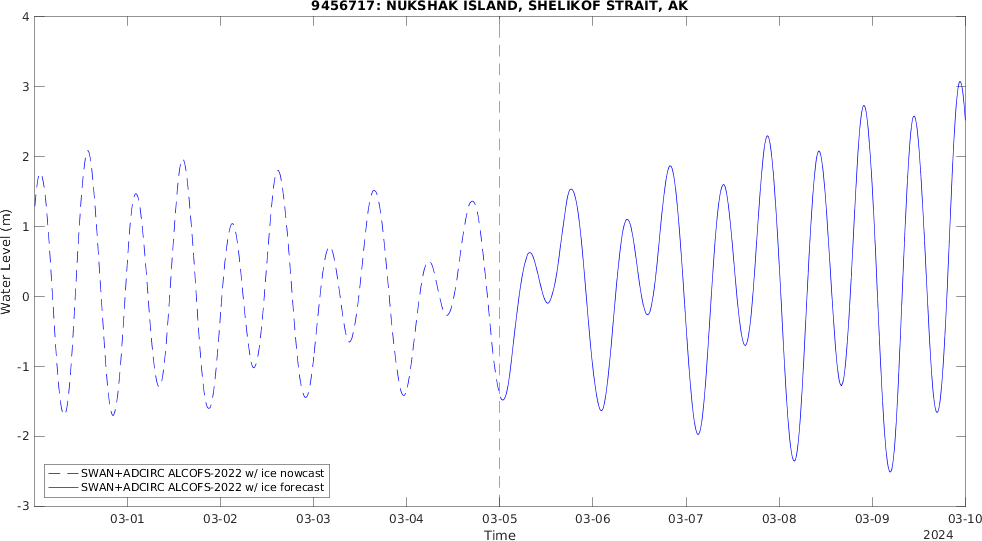 9456717: NUKSHAK ISLAND, SHELIKOF STRAIT, AK
4
3
2
1
0
-1
-2
-3
Water Level (m)
SWAN+ADCIRC ALCOFS-2022 w/ ice nowcast
SWAN+ADCIRC ALCOFS-2022 w/ ice forecast
03-01 03-02 03-03 03-04 03-05 03-06 03-07 03-08 03-09 03-10
Time
2024